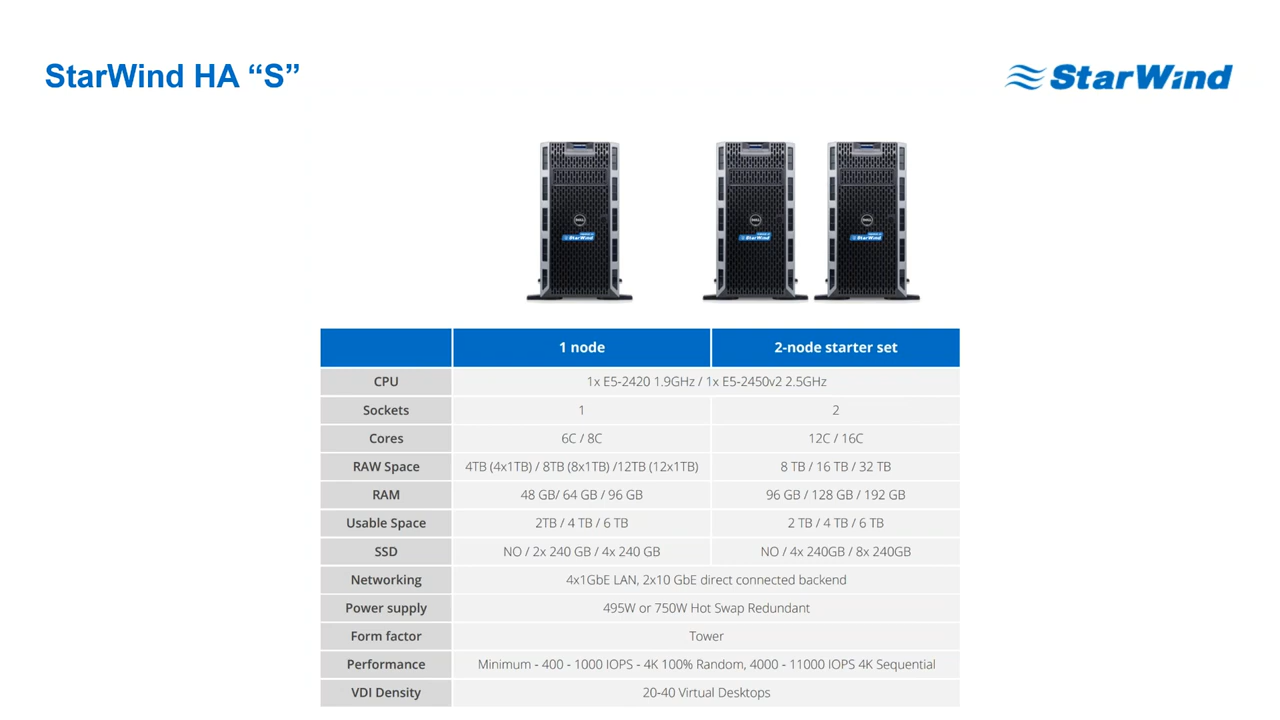 StarWind HA “S”
StarWind
DELL
StarWind
DELL
StarWind
DELL
StarWind
1 node 2-node starter set
CPU 1x E5-2420 1.9GHz / 1x E5-2450v2 2.5GHz
Sockets 1 2
Cores 6C / 8C 12C / 16C
RAW Space 4TB (4x1TB) / 8TB (8x1TB) /12TB (12x1TB) 8 TB / 16 TB / 32 TB
RAM 48 GB/ 64 GB / 96 GB 96 GB / 128 GB / 192 GB
Usable Space 2TB / 4 TB / 6 TB 2 TB / 4 TB / 6 TB
SSD NO / 2x 240 GB / 4x 240 GB NO / 4x 240GB / 8x 240GB
Networking 4x1GbE LAN, 2x10 GbE direct connected backend
Power supply 495W or 750W Hot Swap Redundant
Form factor Tower
Performance Minimum - 400 - 1000 IOPS - 4K 100% Random, 4000 - 11000 IOPS 4K Sequential
VDI Density 20-40 Virtual Desktops